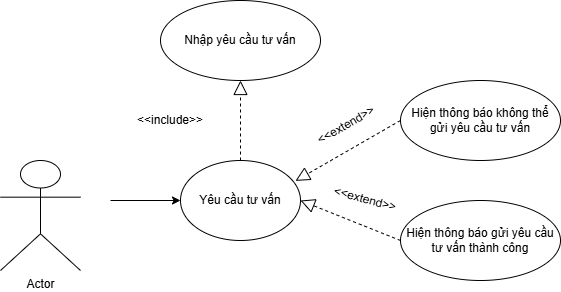 Nhập yêu cầu tư vấn
<<include>>
<<extend>>
Hiện thông báo không thể
gửi yêu cầu tư vấn
Yêu cầu tư vấn
<<extend>>
Hiện thông báo gửi yêu cầu
tư vấn thành công
Actor